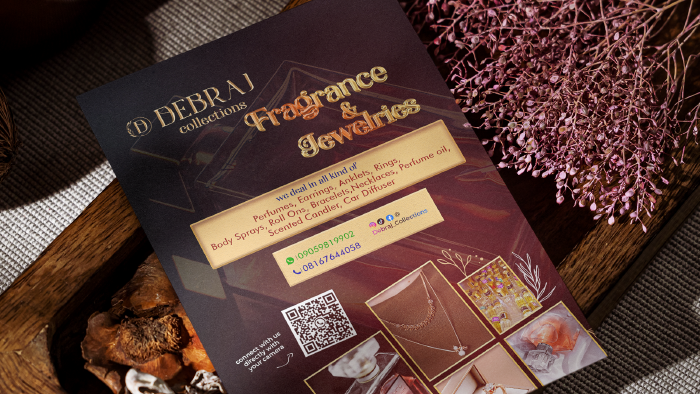 DEBRAJ
collections
Fragrance
&
Jewelries
we deal in all kind of
Perfumes, Earrings, Anklets, Rings,
Body Sprays, Roll Ons, Bracelets, Necklaces, Perfume oil,
Scented Candler, Car Diffuser
09059819902
08167644058
Debraj_Collections
connect with us
directly with
your camera